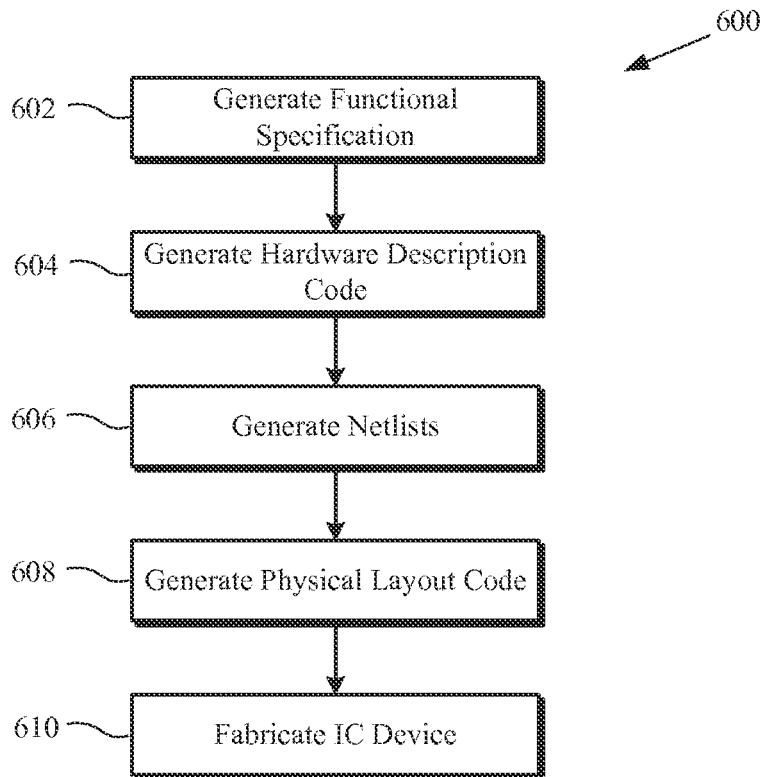 600
602
Generate Functional
Specification
604
Generate Hardware Description
Code
606
Generate Netlists
608
Generate Physical Layout Code
610
Fabricate IC Device